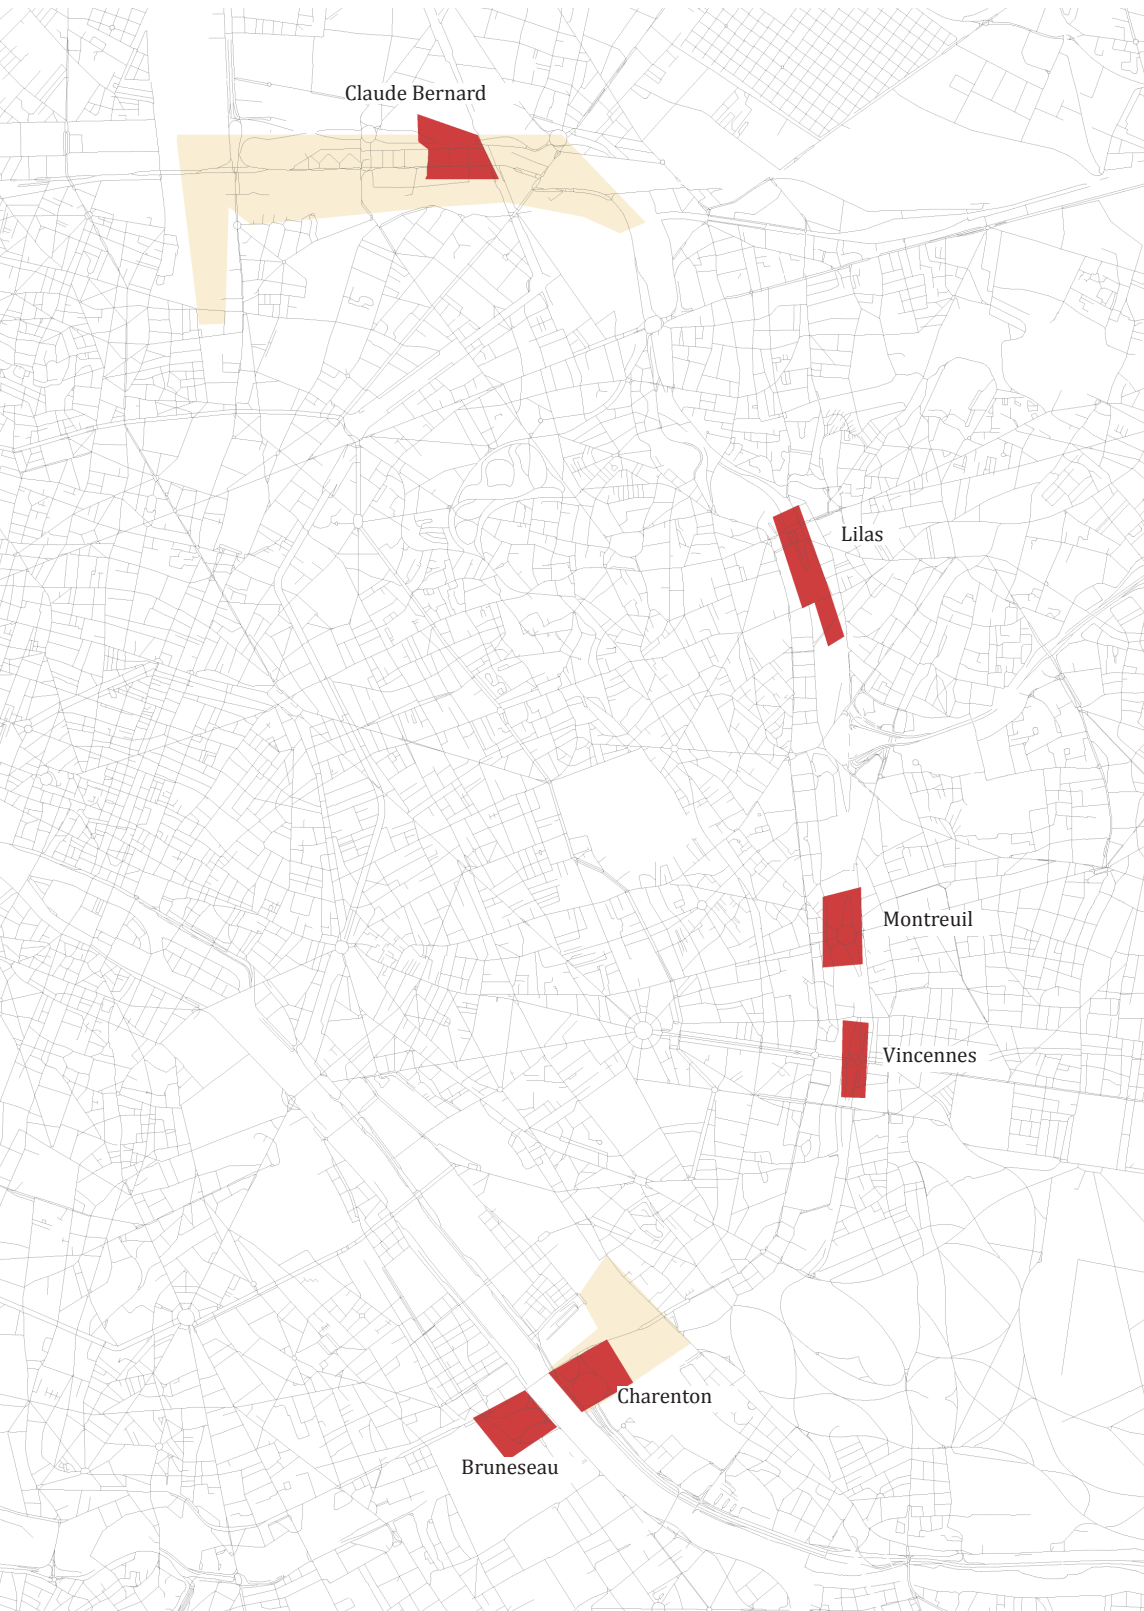 Claude Bernard
Lilas
Montreuil
Vincennes
Charenton
Bruneseau